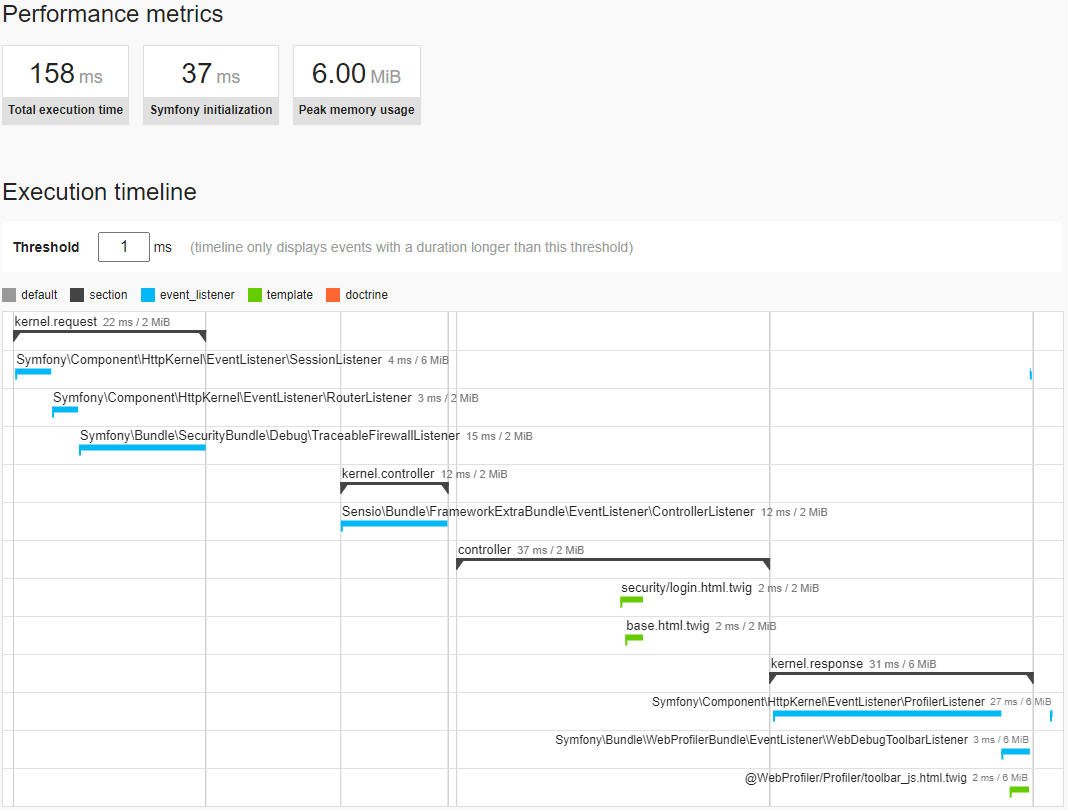 Performance metrics
158 ms 37 ms 6.00 MiB
Total execution time Symfony initialization Peak memory usage
Execution timeline
Threshold 1 ms (timeline only displays events with a duration longer than this threshold)
default section event_listener template doctrine
kernel.request 22 ms / 2 MiB
Symfony\Component\HttpKernel\EventListener\SessionListener 4 ms / 6 MiB
Symfony\Component\HttpKernel\EventListener\RouterListener 3 ms / 2 MiB
Symfony\Bundle\SecurityBundle\Debug\TraceableFirewallListener 15 ms / 2 MiB
kernel.controller 12 ms / 2 MiB
Sensio\Bundle\FrameworkExtraBundle\EventListener\ControllerListener 12 ms / 2 MiB
controller 37 ms / 2 MiB
security/login.html.twig 2 ms / 2 MiB
base.html.twig 2 ms / 2 MiB
kernel.response 31 ms / 6 MiB
Symfony\Component\HttpKernel\EventListener\ProfilerListener 27 ms / 6 MiB
Symfony\Bundle\WebProfilerBundle\EventListener\WebDebugToolbarListener 3 ms / 6 MiB
@WebProfiler/Profiler/toolbar_js.html.twig 2 ms / 6 MiB